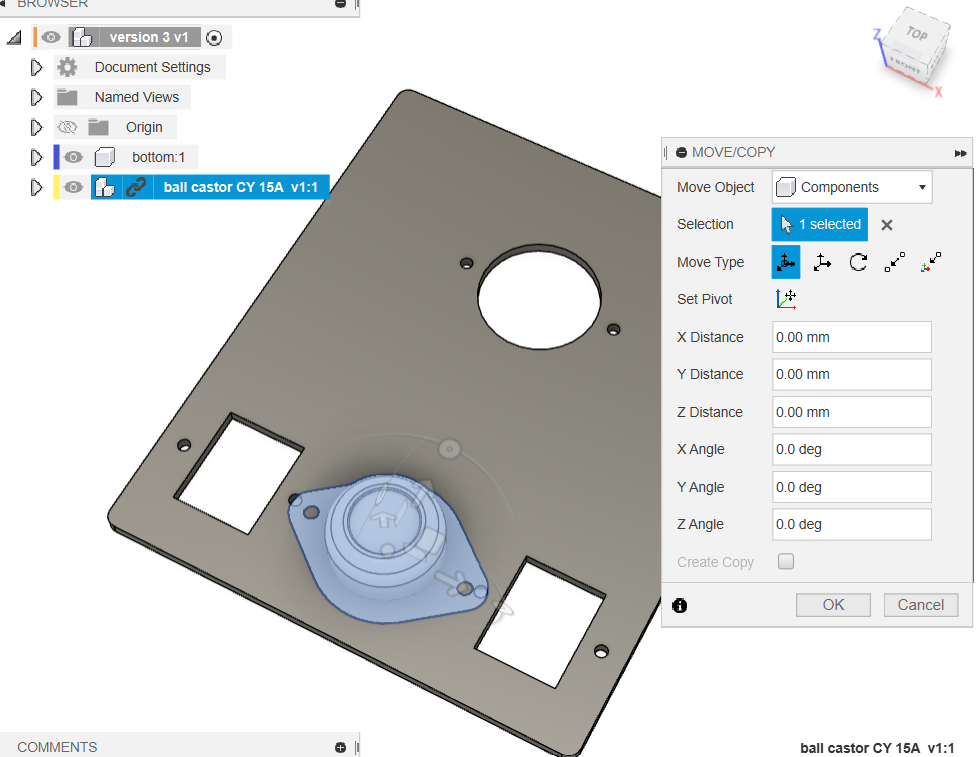 BROWSER
version 3 v1
Document Settings
Named Views
Origin
bottom:1
ball castor CY 15A v1:1
TOP
FRONT
Z
X
MOVE/COPY
Move Object Components
Selection 1 selected
Move Type
Set Pivot
X Distance 0.00 mm
Y Distance 0.00 mm
Z Distance 0.00 mm
X Angle 0.0 deg
Y Angle 0.0 deg
Z Angle 0.0 deg
Create Copy
OK Cancel
COMMENTS
ball castor CY 15A v1:1